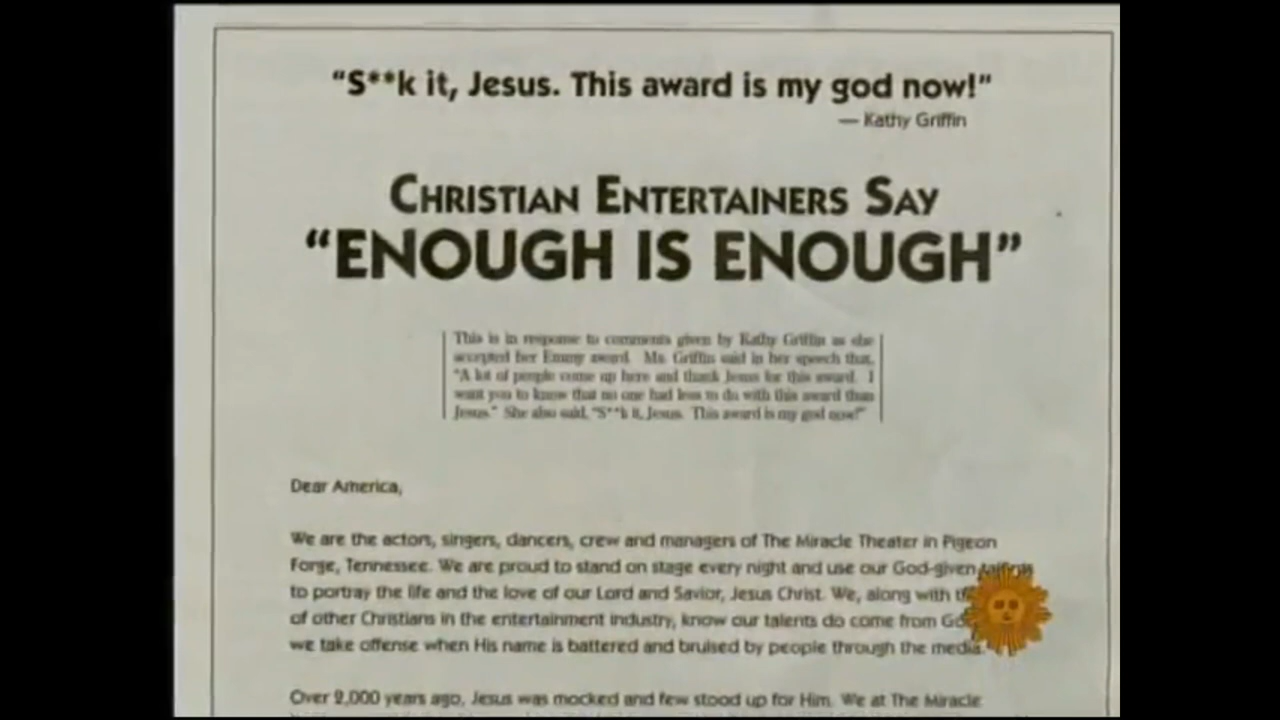 “S**k it, Jesus. This award is my god now!”
— Kathy Griffin
CHRISTIAN ENTERTAINERS SAY
“ENOUGH IS ENOUGH”
This is in response to comments given by Kathy Griffin as she
accepted her Emmy award. Ms. Griffin said in her speech that,
"A lot of people come up here and thank Jesus for this award. I
want you to know that no one had less to do with this award than
Jesus." She also said, "S**k it, Jesus. This award is my god now!"
Dear America,
We are the actors, singers, dancers, crew and managers of The Miracle Theater in Pigeon
Forge, Tennessee. We are proud to stand on stage every night and use our God-given
to portray the life and the love of our Lord and Savior, Jesus Christ. We, along with
of other Christians in the entertainment industry, know our talents do come from
we take offense when His name is battered and bruised by people through the media.
Over 2,000 years ago, Jesus was mocked and few stood up for Him. We at The Miracle